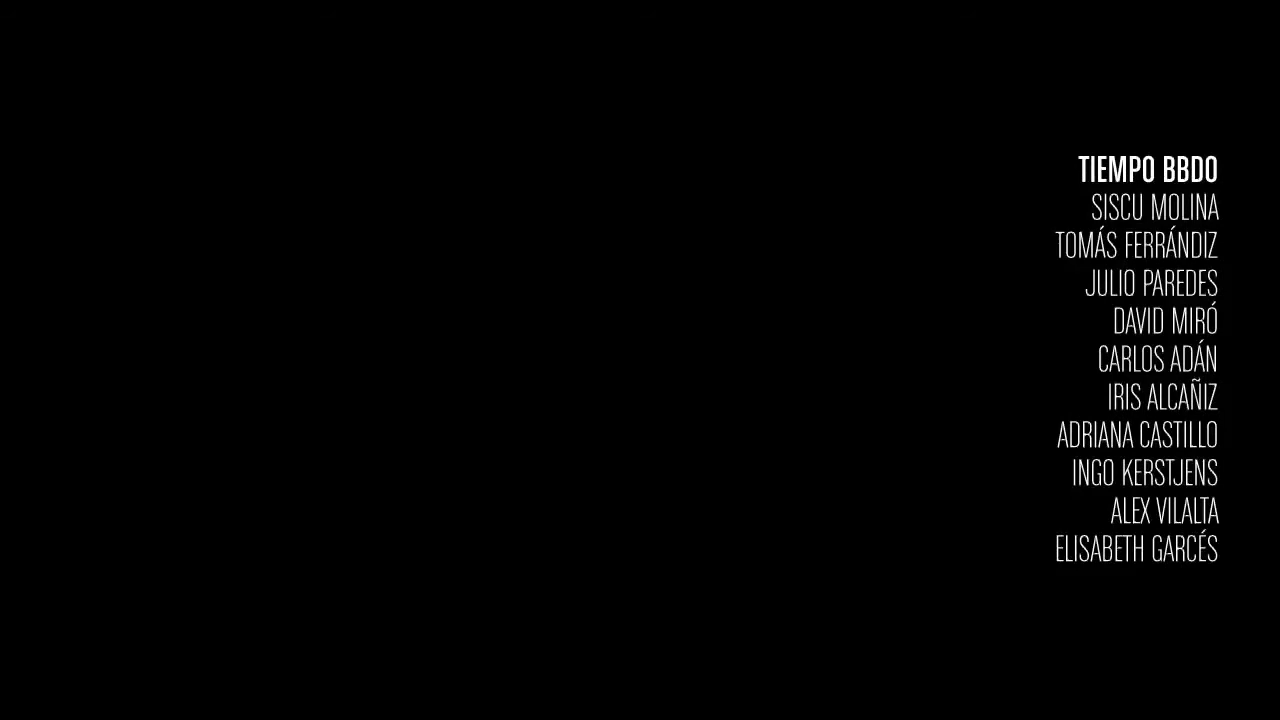 TIEMPO BBDO
SISCU MOLINA
TOMÁS FERRÁNDIZ
JULIO PAREDES
DAVID MIRÓ
CARLOS ADÁN
IRIS ALCAÑIZ
ADRIANA CASTILLO
INGO KERSTJENS
ALEX VILALTA
ELISABETH GARCÉS